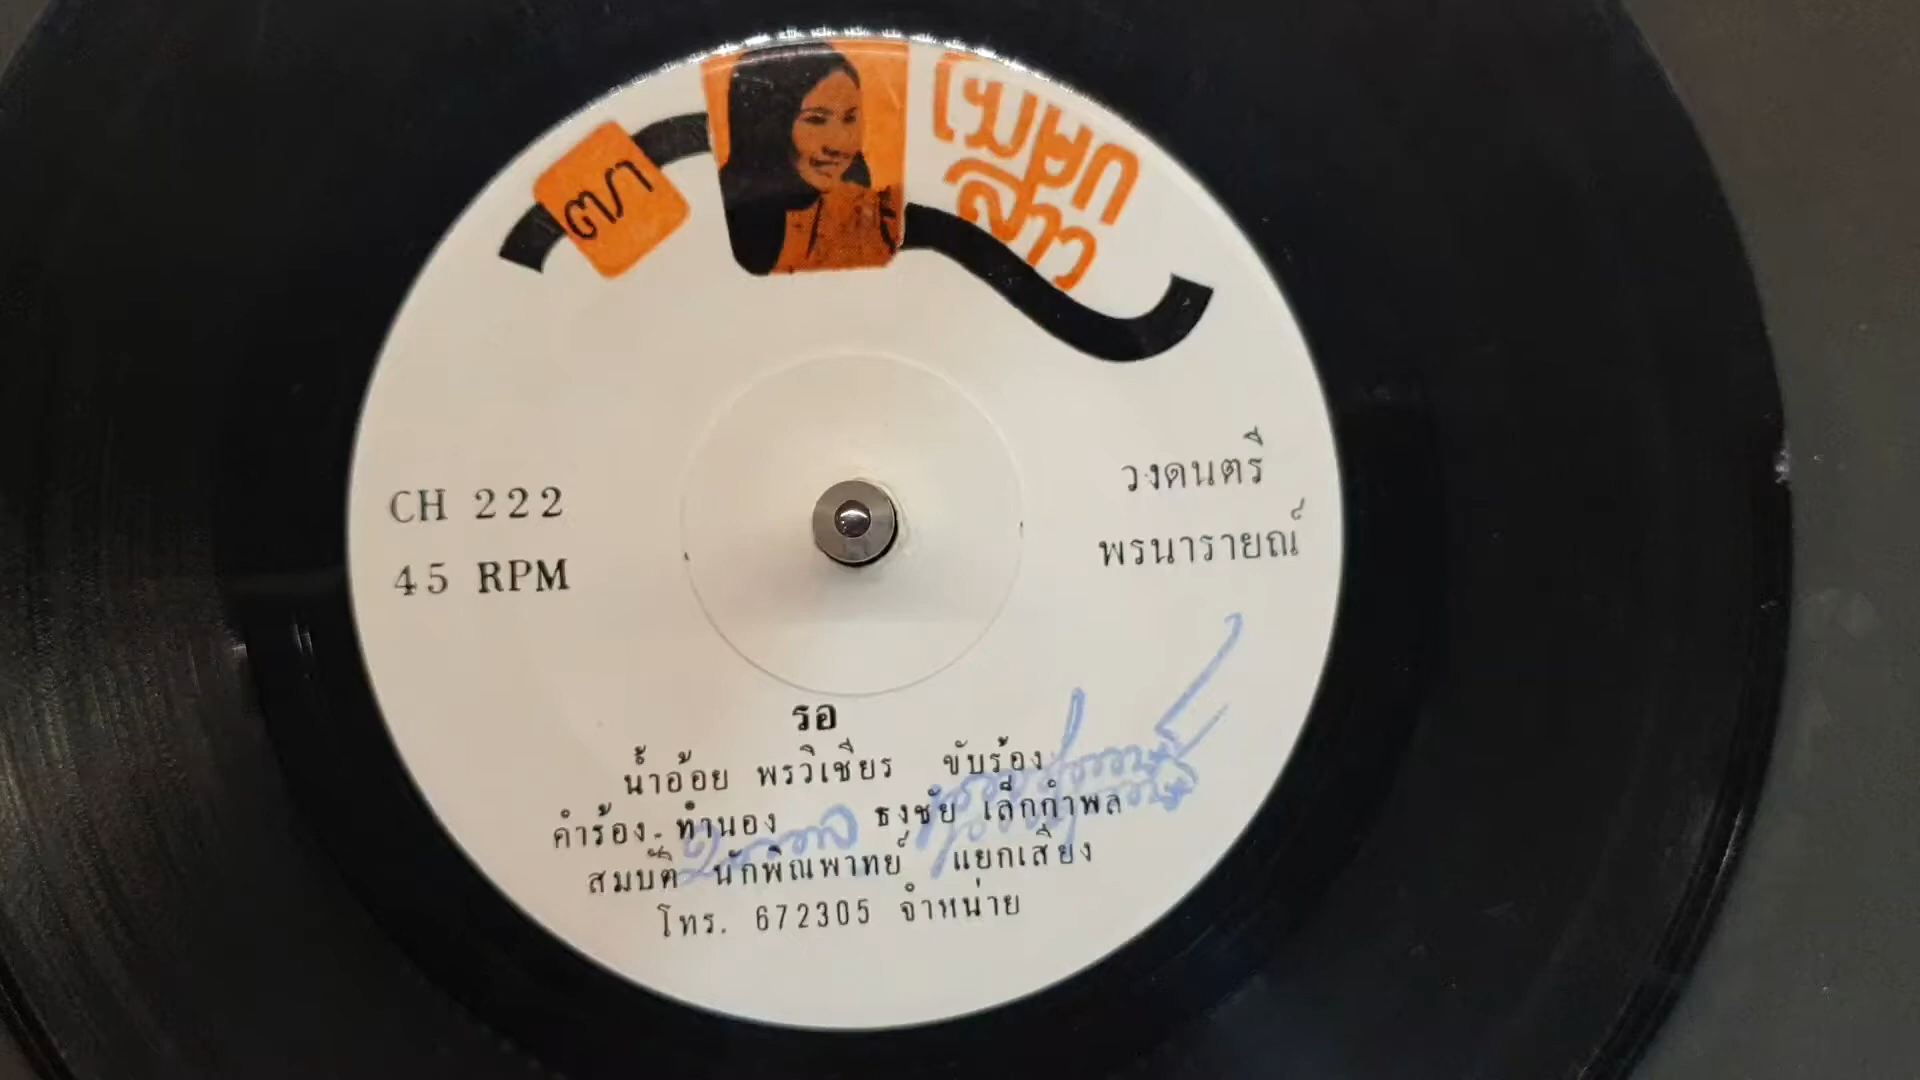 ตรา
โฆษก
สาว
CH 222
45 RPM
วงดนตรี
พรนารายณ์
รอ
น้ำอ้อย พรวิเชียร ขับร้อง
คำร้อง-ทำนอง ธงชัย เล็กกำพล
สมบัติ นักพิณพาทย์ แยกเสียง
โทร. 672305 จำหน่าย